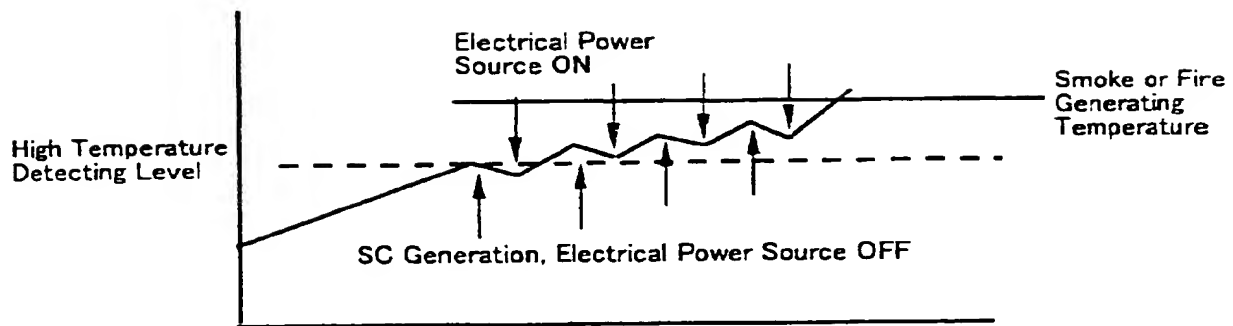 Electrical Power
Source ON
Smoke or Fire
Generating
Temperature
High Temperature
Detecting Level
SC Generation, Electrical Power Source OFF